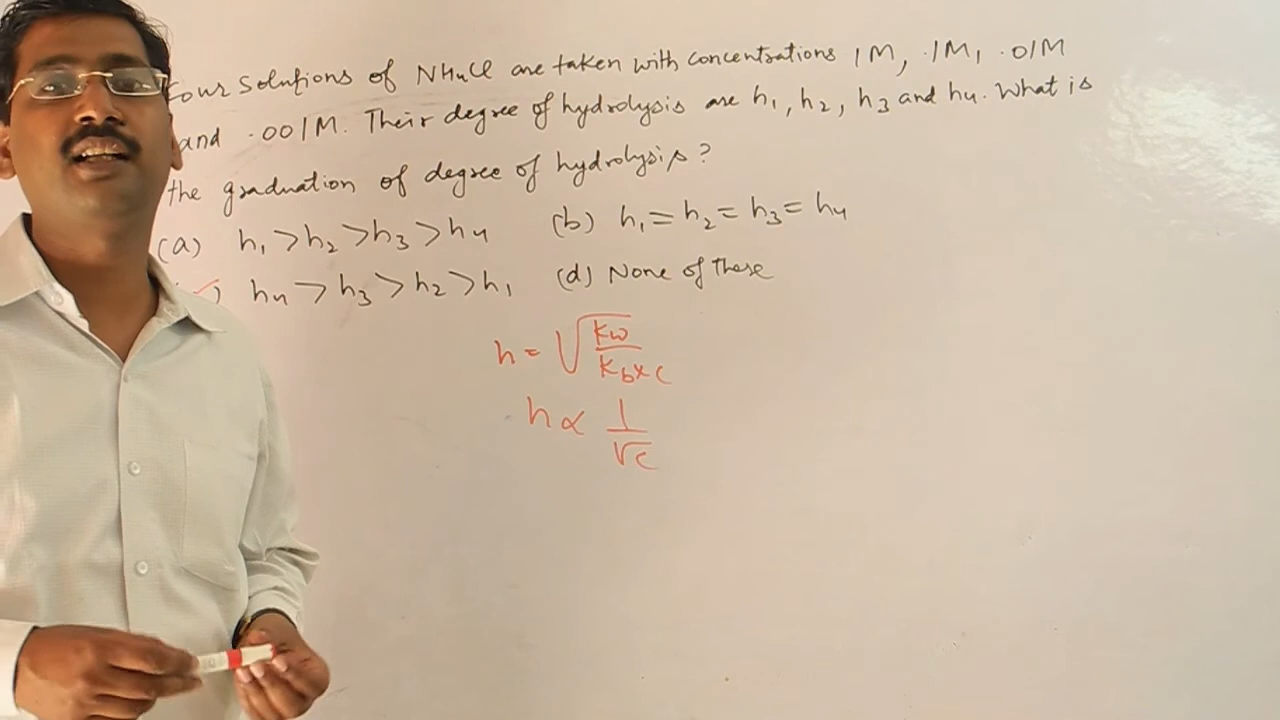 Four Solutions of NH4Cl are taken with Concentrations 1M, .1M, .01M
and .001M. Their degree of hydrolysis are h1, h2, h3 and h4. What is
the graduation of degree of hydrolysis?
(a) h1 > h2 > h3 > h4 (b) h1 = h2 = h3 = h4
) h4 > h3 > h2 > h1 (d) None of These
h = √(Kw / Kb × C)
h ∝ 1 / √C